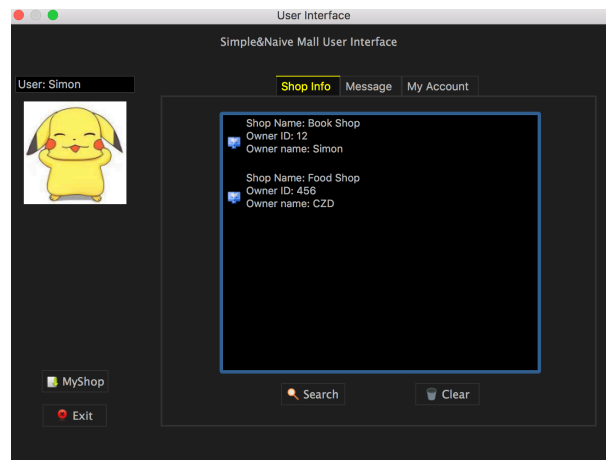 User Interface
Simple&Naive Mall User Interface
User: Simon
Shop Info Message My Account
Shop Name: Book Shop
Owner ID: 12
Owner name: Simon
Shop Name: Food Shop
Owner ID: 456
Owner name: CZD
MyShop
Search Clear
Exit